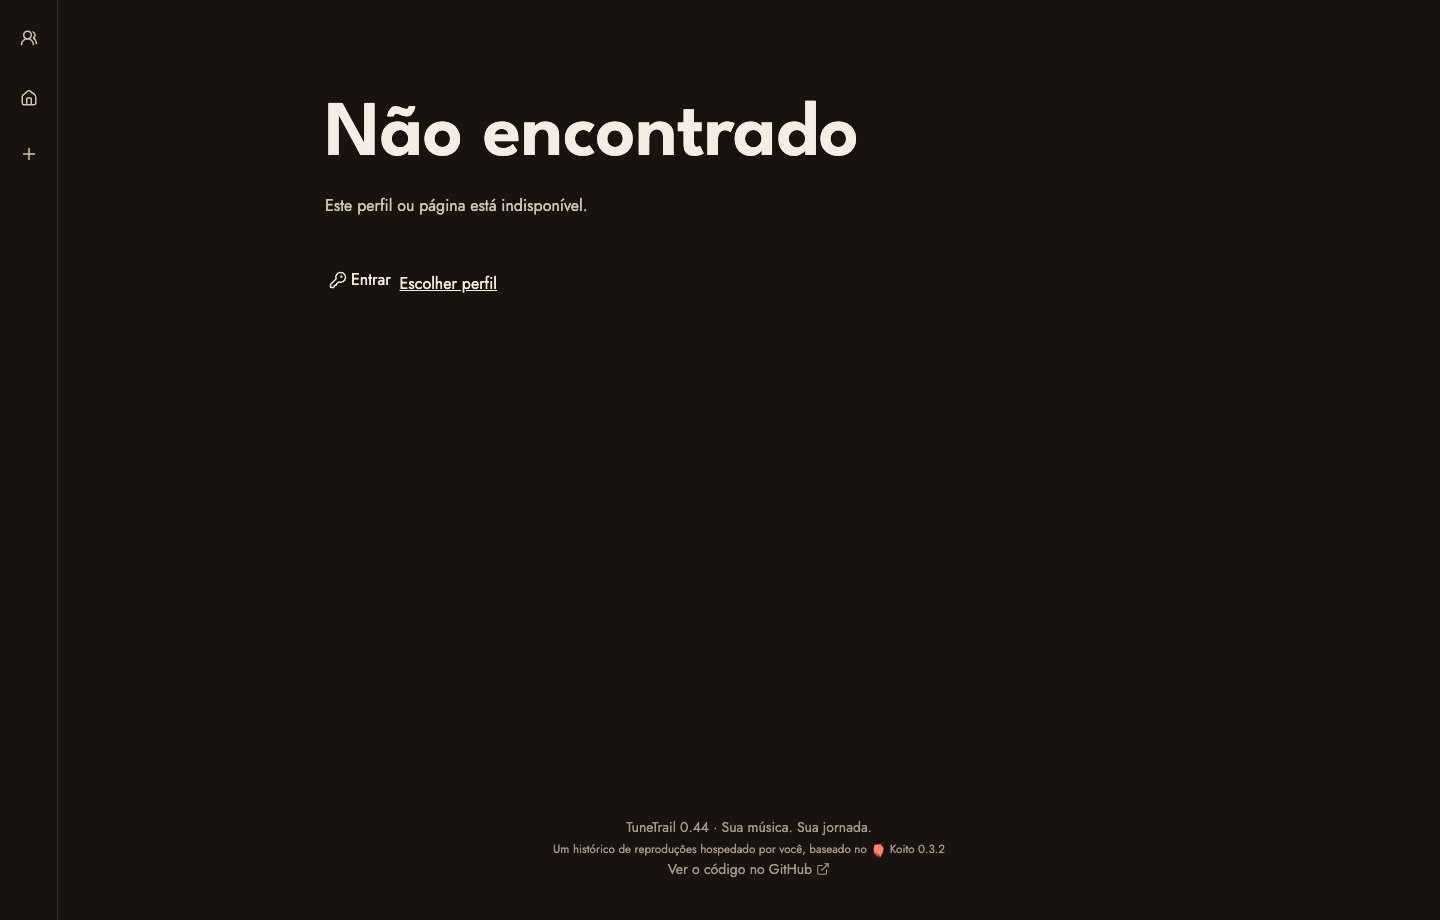 Não encontrado
Este perfil ou página está indisponível.
Entrar Escolher perfil
TuneTrail 0.44 · Sua música. Sua jornada.
Um histórico de reproduções hospedado por você, baseado no Koito 0.3.2
Ver o código no GitHub